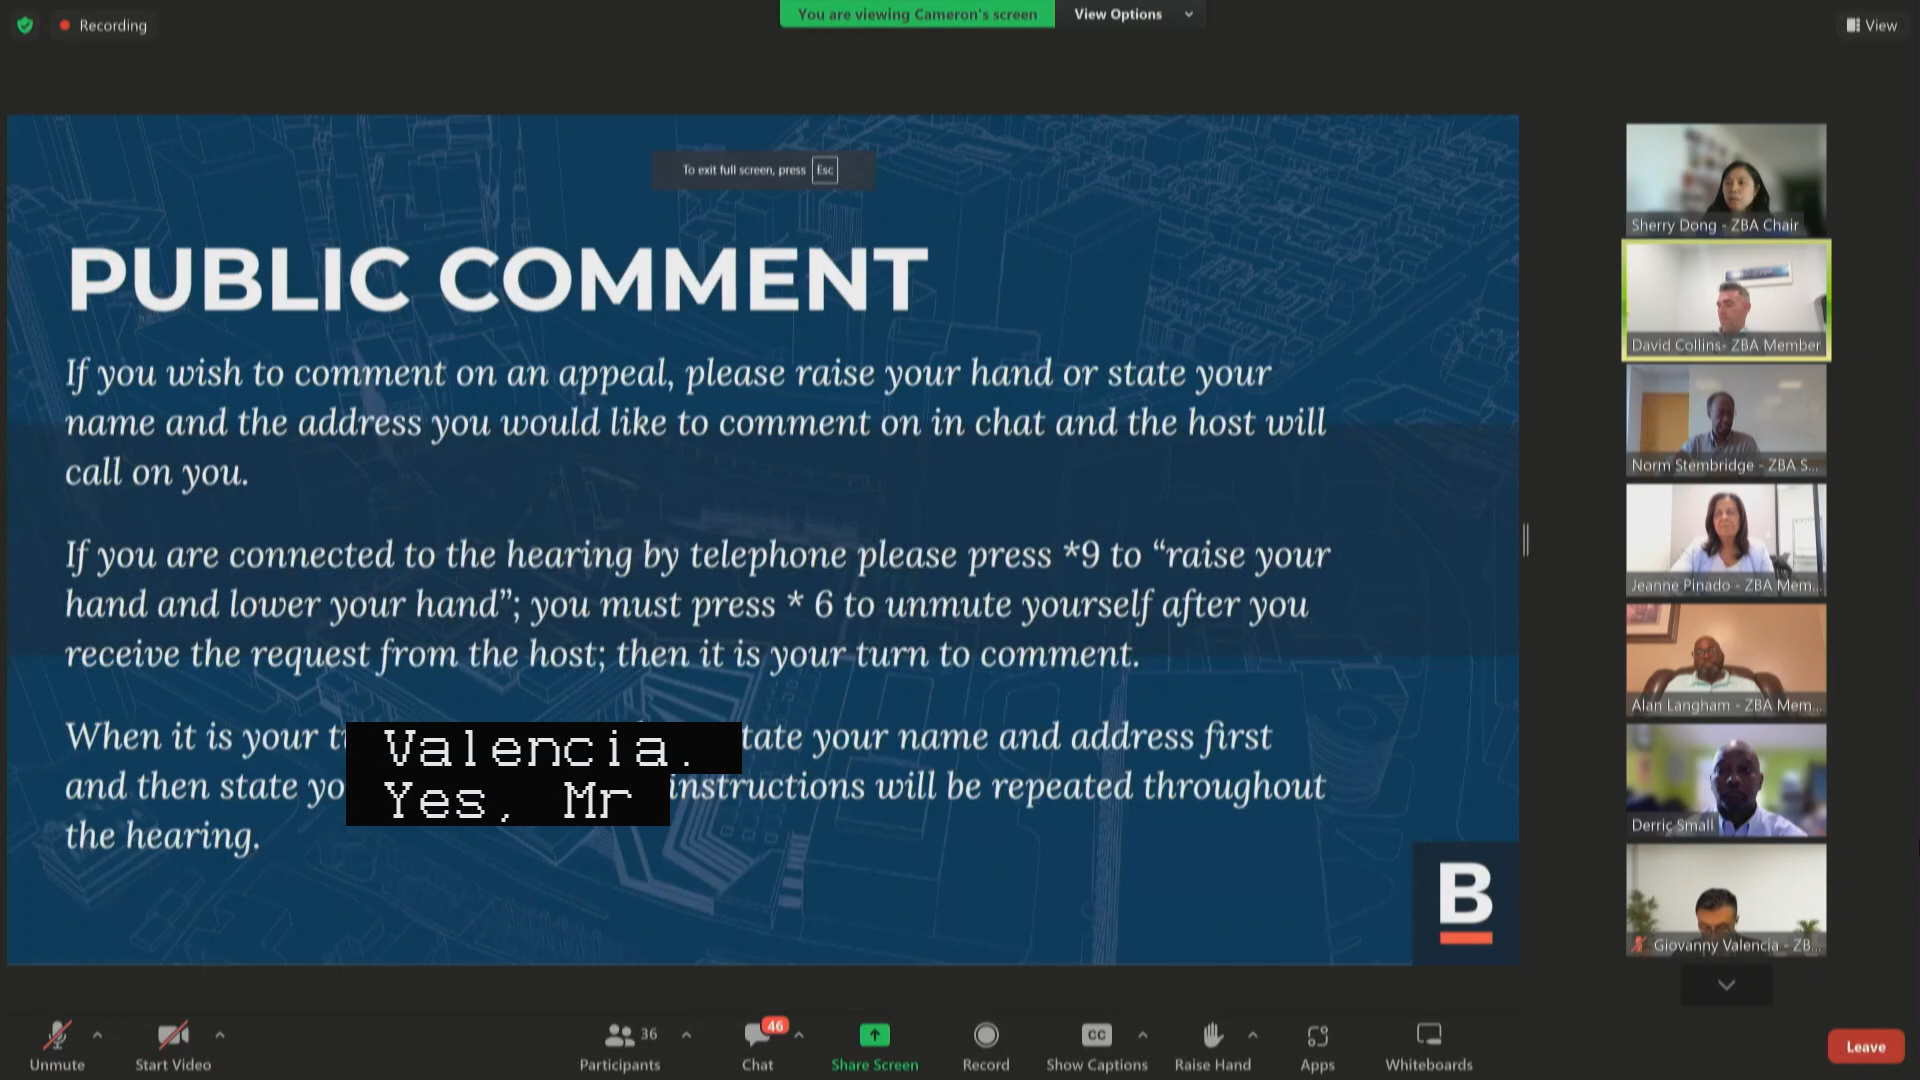 Recording
You are viewing Cameron's screen
View Options
View
To exit full screen, press Esc
PUBLIC COMMENT
If you wish to comment on an appeal, please raise your hand or state your
name and the address you would like to comment on in chat and the host will
call on you.
If you are connected to the hearing by telephone please press *9 to “raise your
hand and lower your hand”; you must press * 6 to unmute yourself after you
receive the request from the host; then it is your turn to comment.
When it is your t
tate your name and address first
and then state yo
instructions will be repeated throughout
the hearing.
Valencia.
Yes, Mr
B
Sherry Dong - ZBA Chair
David Collins- ZBA Member
Norm Stembridge - ZBA S...
Jeanne Pinado - ZBA Mem...
Alan Langham - ZBA Mem...
Derric Small
Giovanny Valencia - ZB...
Unmute
Start Video
36
Participants
46
Chat
Share Screen
Record
CC
Show Captions
Raise Hand
Apps
Whiteboards
Leave